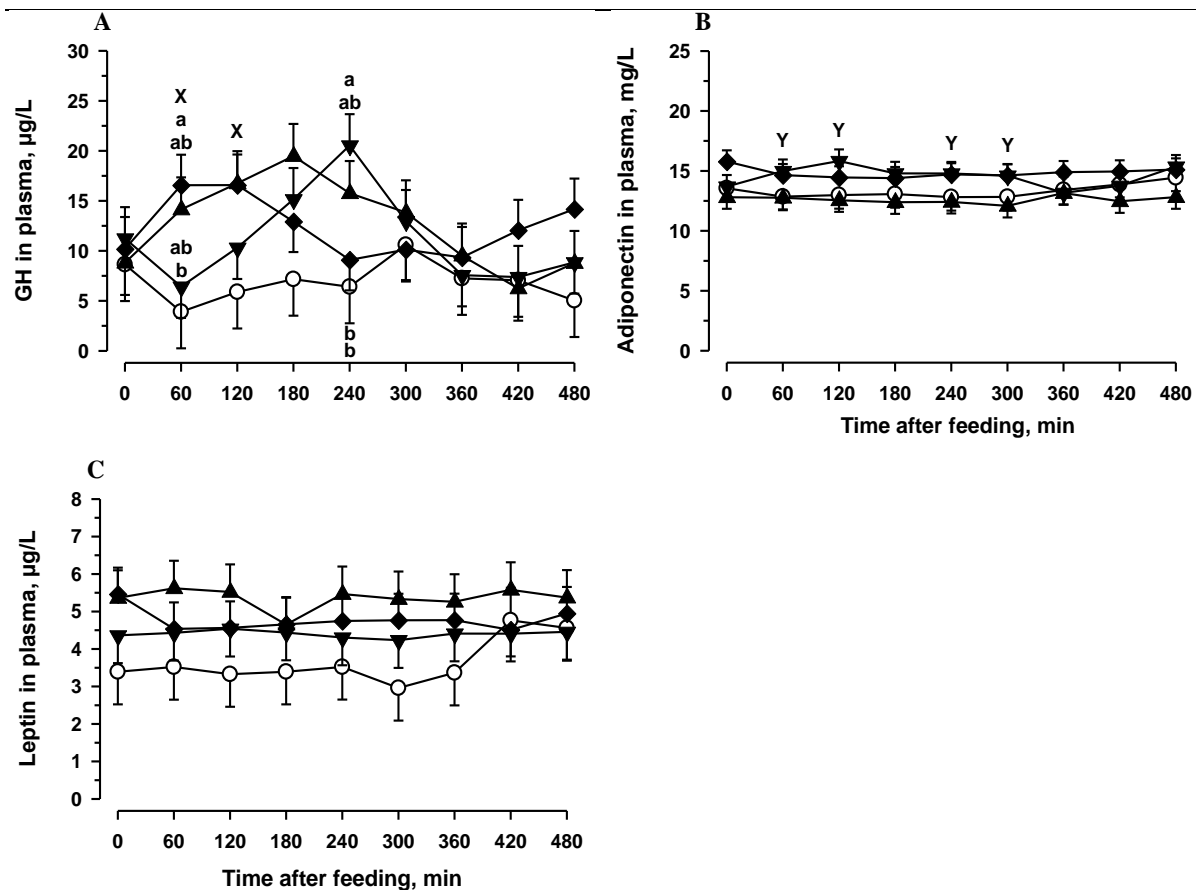 A
GH in plasma, µg/L
30
25
20
15
10
5
0
X
a
ab
X
a
ab
ab
b
b
b
0 60 120 180 240 300 360 420 480
B
Adiponectin in plasma, mg/L
25
20
15
10
5
0
Y Y Y Y
0 60 120 180 240 300 360 420 480
Time after feeding, min
C
Leptin in plasma, µg/L
8
7
6
5
4
3
2
1
0
0 60 120 180 240 300 360 420 480
Time after feeding, min